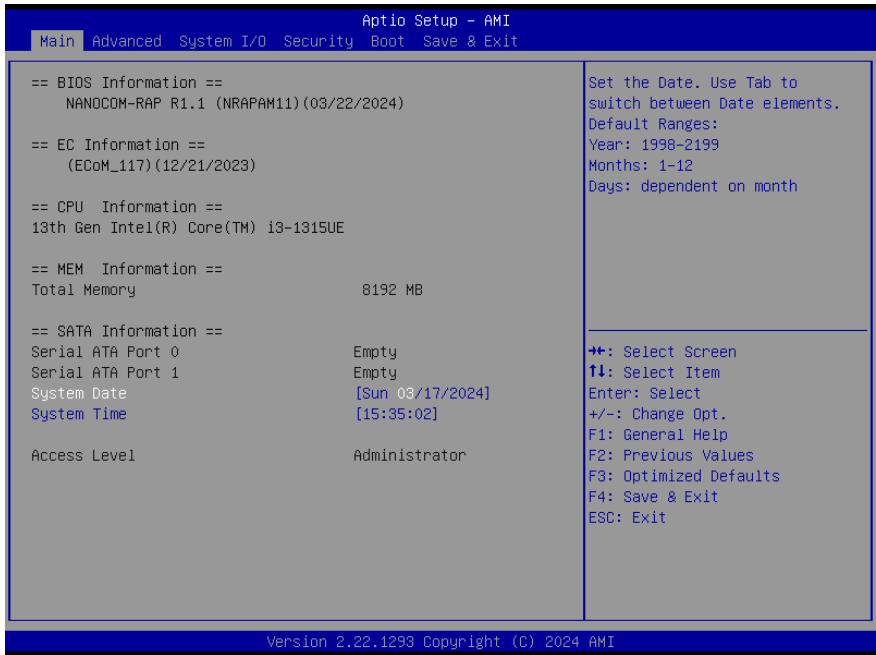 Aptio Setup - AMI
Main Advanced System I/O Security Boot Save & Exit
== BIOS Information ==
NANOCOM-RAP R1.1 (NRAPAM11)(03/22/2024)
== EC Information ==
(ECoM_117)(12/21/2023)
== CPU Information ==
13th Gen Intel(R) Core(TM) i3-1315UE
== MEM Information ==
Total Memory 8192 MB
== SATA Information ==
Serial ATA Port 0 Empty
Serial ATA Port 1 Empty
System Date [Sun 03/17/2024]
System Time [15:35:02]
Access Level Administrator
Set the Date. Use Tab to
switch between Date elements.
Default Ranges:
Year: 1998-2199
Months: 1-12
Days: dependent on month
→←: Select Screen
↑↓: Select Item
Enter: Select
+/-: Change Opt.
F1: General Help
F2: Previous Values
F3: Optimized Defaults
F4: Save & Exit
ESC: Exit
Version 2.22.1293 Copyright (C) 2024 AMI